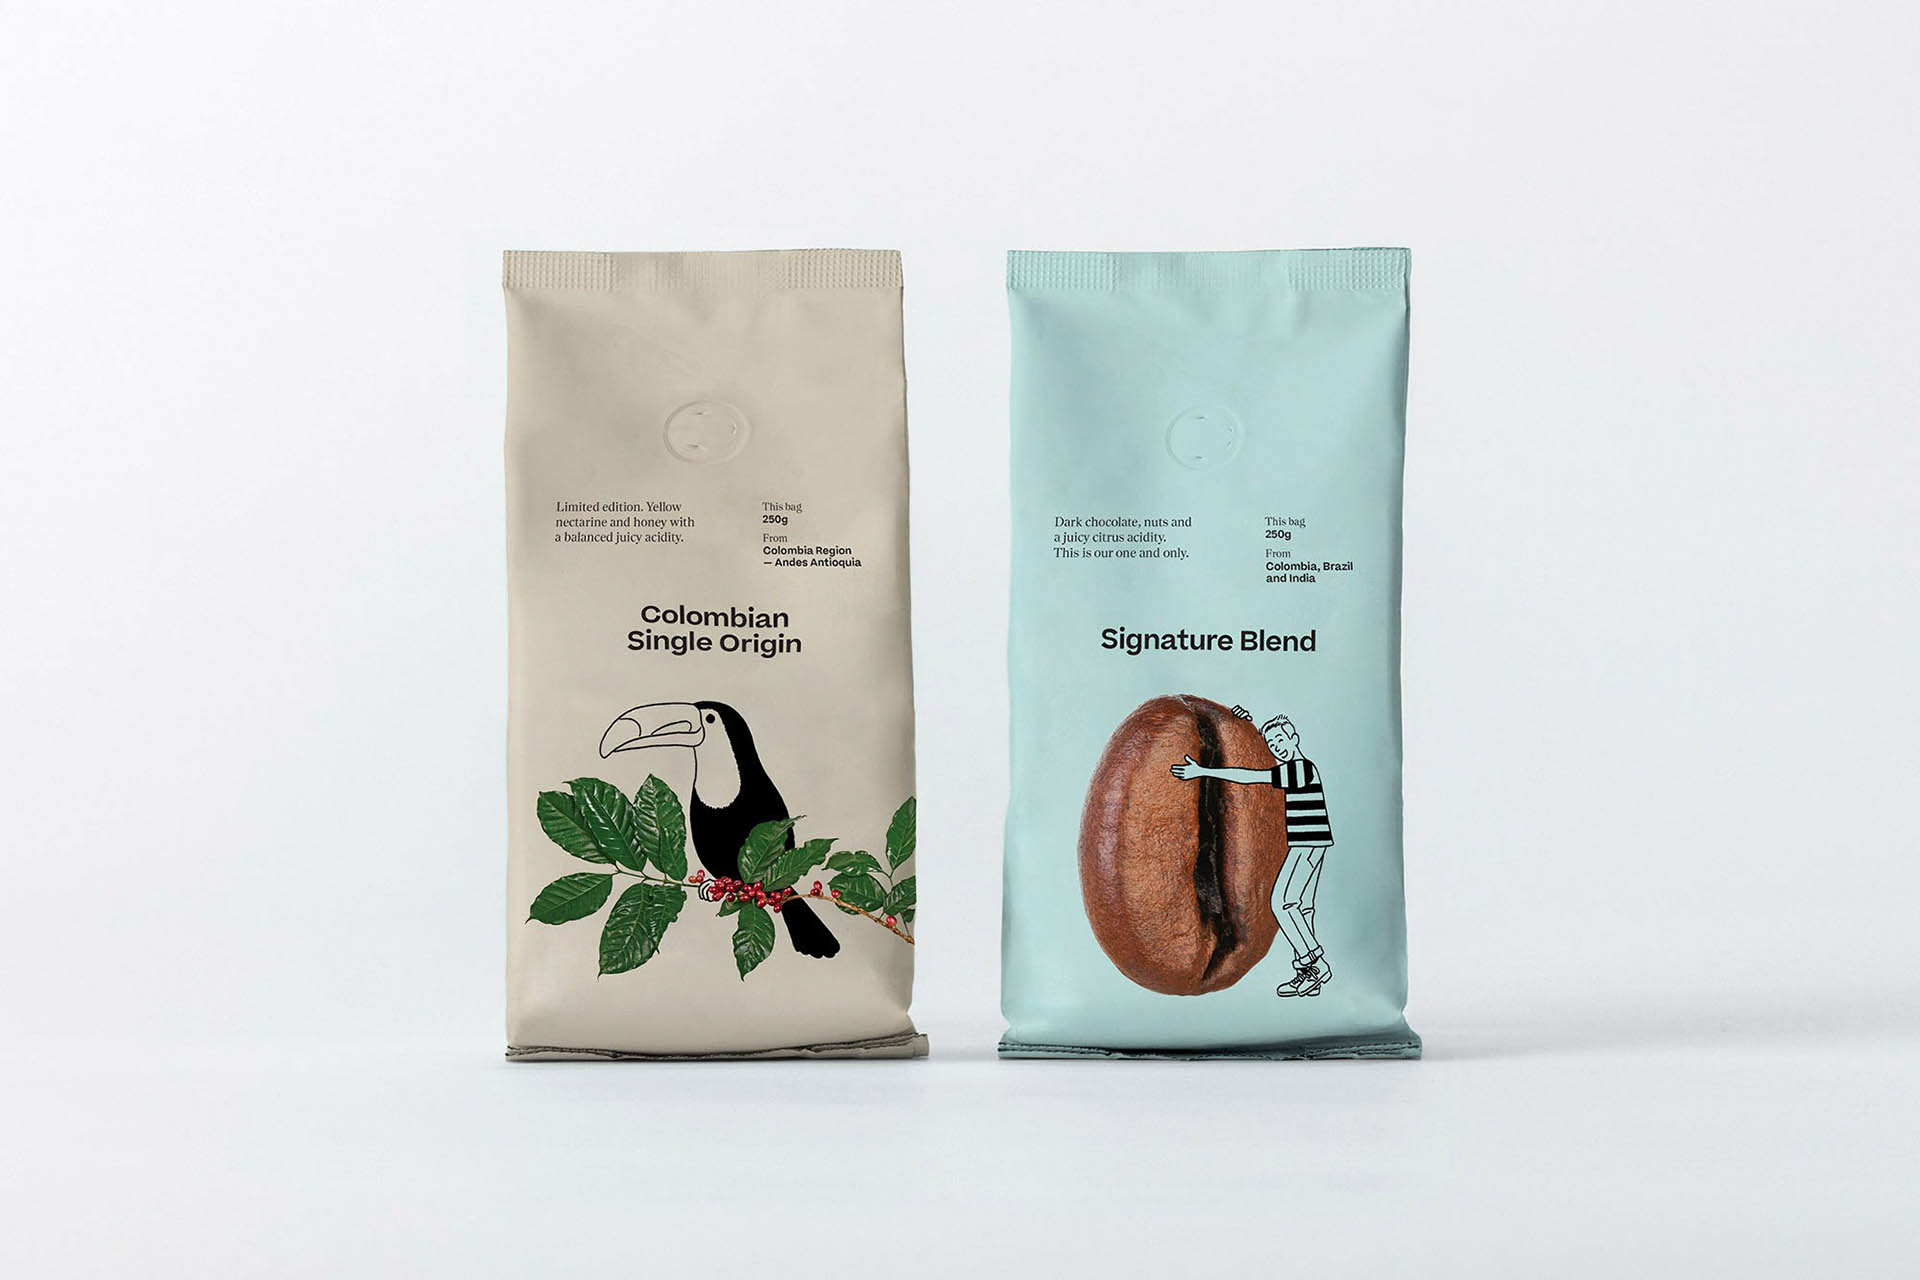 Limited edition. Yellow
nectarine and honey with
a balanced juicy acidity.
This bag
250g
From
Colombia Region
— Andes Antioquia
Colombian
Single Origin
Dark chocolate, nuts and
a juicy citrus acidity.
This is our one and only.
This bag
250g
From
Colombia, Brazil
and India
Signature Blend